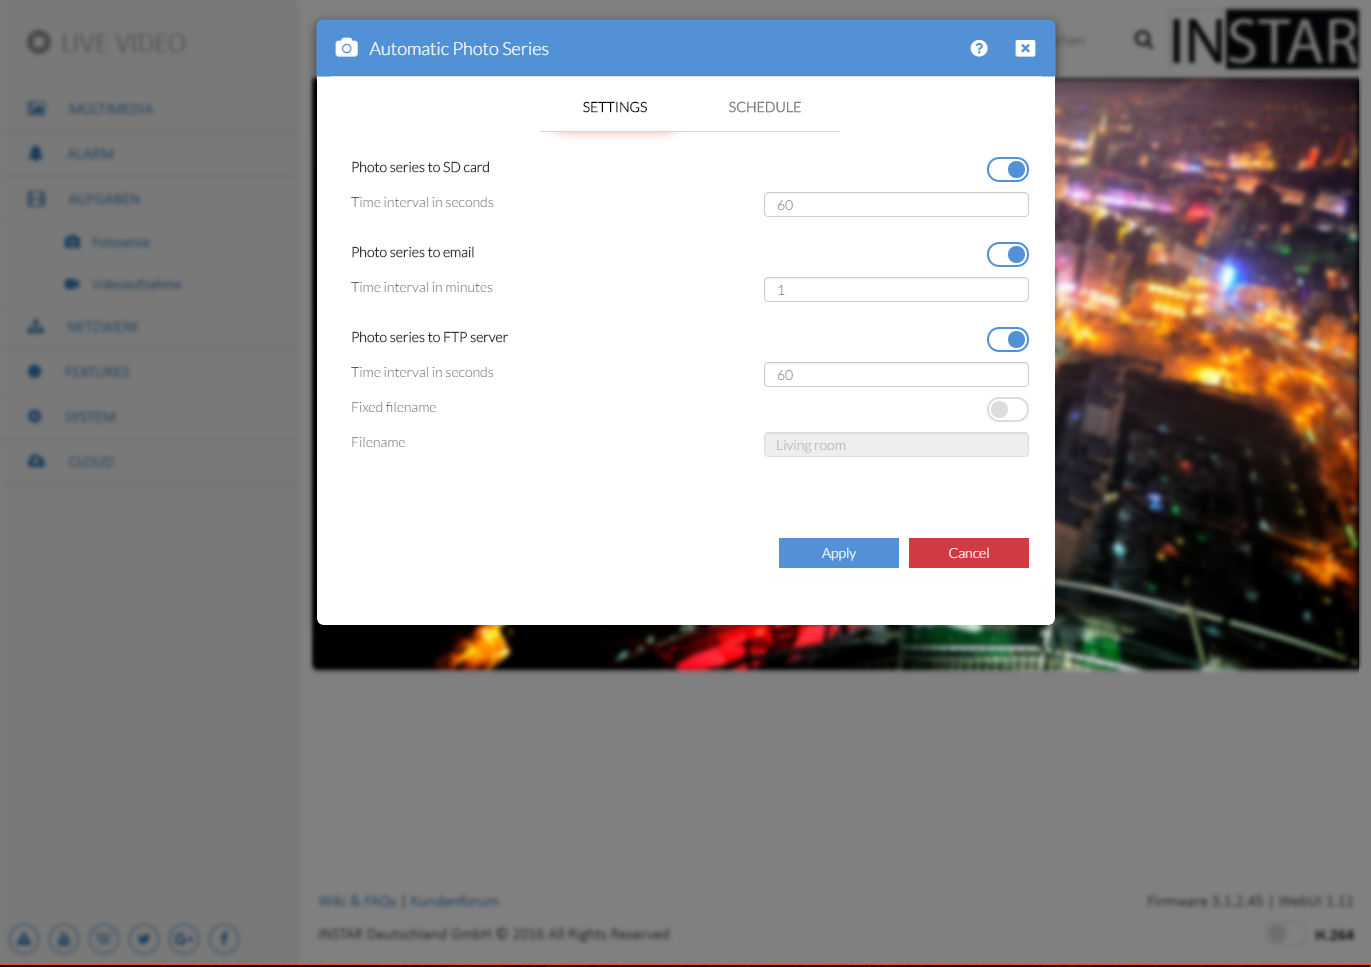 LIVE VIDEO
INSTAR
MULTIMEDIA
ALARM
AUFGABEN
Fotoserie
Videoaufnahme
NETZWERK
FEATURES
SYSTEM
CLOUD
Automatic Photo Series
SETTINGS SCHEDULE
Photo series to SD card
Time interval in seconds 60
Photo series to email
Time interval in minutes 1
Photo series to FTP server
Time interval in seconds 60
Fixed filename
Filename Living room
Apply Cancel
Wiki & FAQs | Kundenforum
Firmware 3.1.2.45 | WebUI 1.11
INSTAR Deutschland GmbH © 2016 All Rights Reserved
H.264